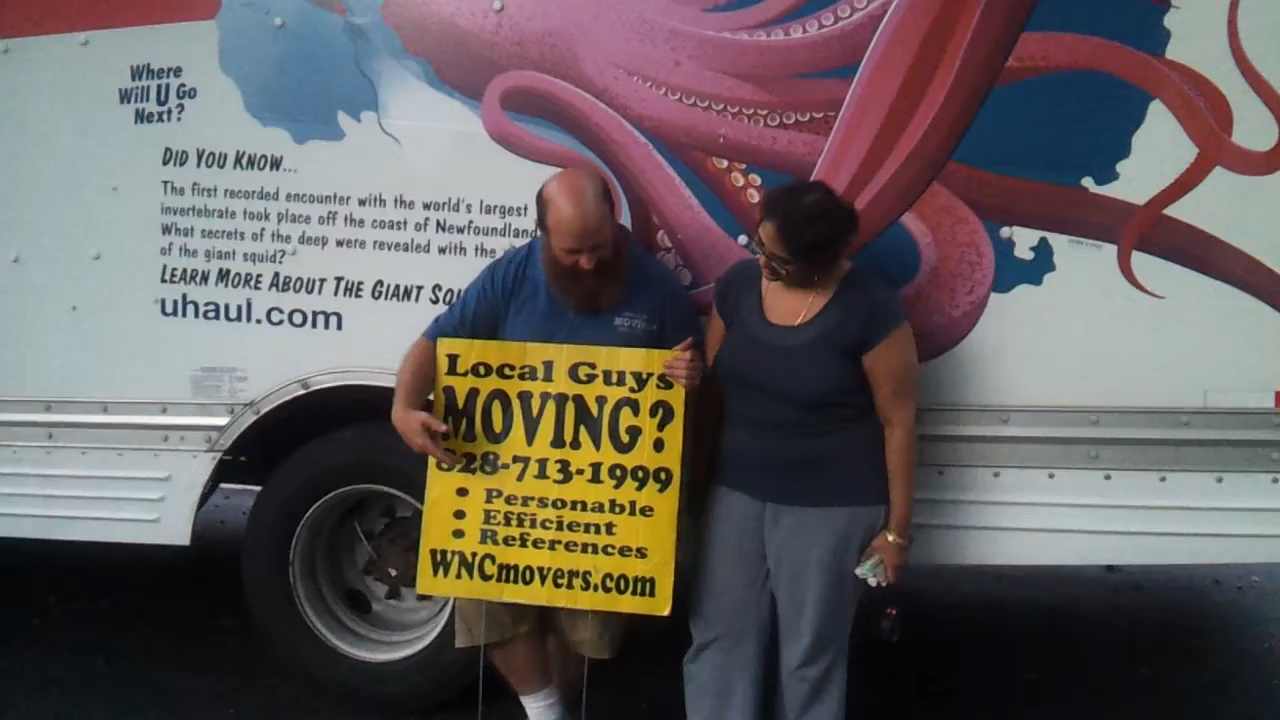 Where
Will U Go
Next?
DID YOU KNOW...
The first recorded encounter with the world's largest
invertebrate took place off the coast of Newfoundland
What secrets of the deep were revealed with the
of the giant squid?
LEARN MORE ABOUT THE GIANT SQU
uhaul.com
MOVING
Local Guys
MOVING?
828-713-1999
• Personable
• Efficient
• References
WNCmovers.com